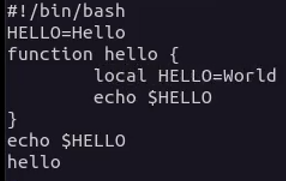 #!/bin/bash
HELLO=Hello
function hello {
        local HELLO=World
        echo $HELLO
}
echo $HELLO
hello